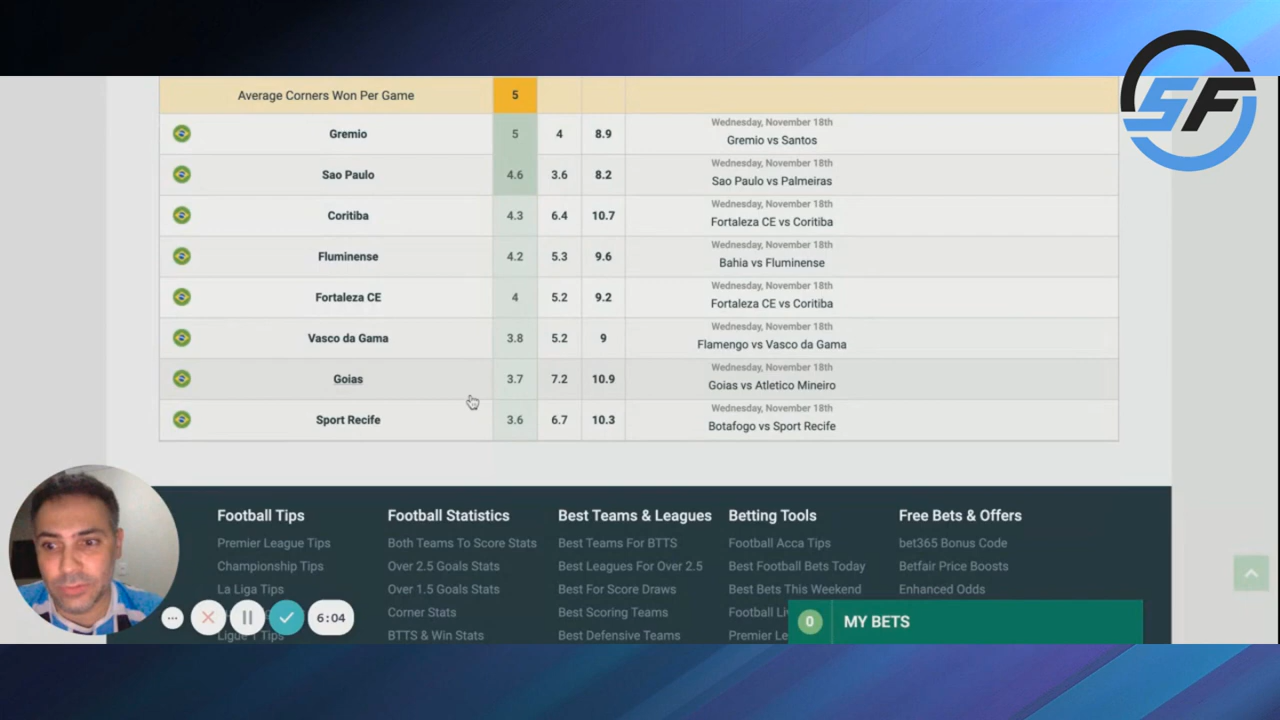 SF
Average Corners Won Per Game 5
Gremio 5 4 8.9 Wednesday, November 18th
Gremio vs Santos
Sao Paulo 4.6 3.6 8.2 Wednesday, November 18th
Sao Paulo vs Palmeiras
Coritiba 4.3 6.4 10.7 Wednesday, November 18th
Fortaleza CE vs Coritiba
Fluminense 4.2 5.3 9.6 Wednesday, November 18th
Bahia vs Fluminense
Fortaleza CE 4 5.2 9.2 Wednesday, November 18th
Fortaleza CE vs Coritiba
Vasco da Gama 3.8 5.2 9 Wednesday, November 18th
Flamengo vs Vasco da Gama
Goias 3.7 7.2 10.9 Wednesday, November 18th
Goias vs Atletico Mineiro
Sport Recife 3.6 6.7 10.3 Wednesday, November 18th
Botafogo vs Sport Recife
Football Tips Football Statistics Best Teams & Leagues Betting Tools Free Bets & Offers
Premier League Tips Both Teams To Score Stats Best Teams For BTTS Football Acca Tips bet365 Bonus Code
Championship Tips Over 2.5 Goals Stats Best Leagues For Over 2.5 Best Football Bets Today Betfair Price Boosts
La Liga Tips Over 1.5 Goals Stats Best For Score Draws Best Bets This Weekend Enhanced Odds
Corner Stats Best Scoring Teams Football Li
Ligue 1 Tips BTTS & Win Stats Best Defensive Teams Premier Le
6:04
0 MY BETS